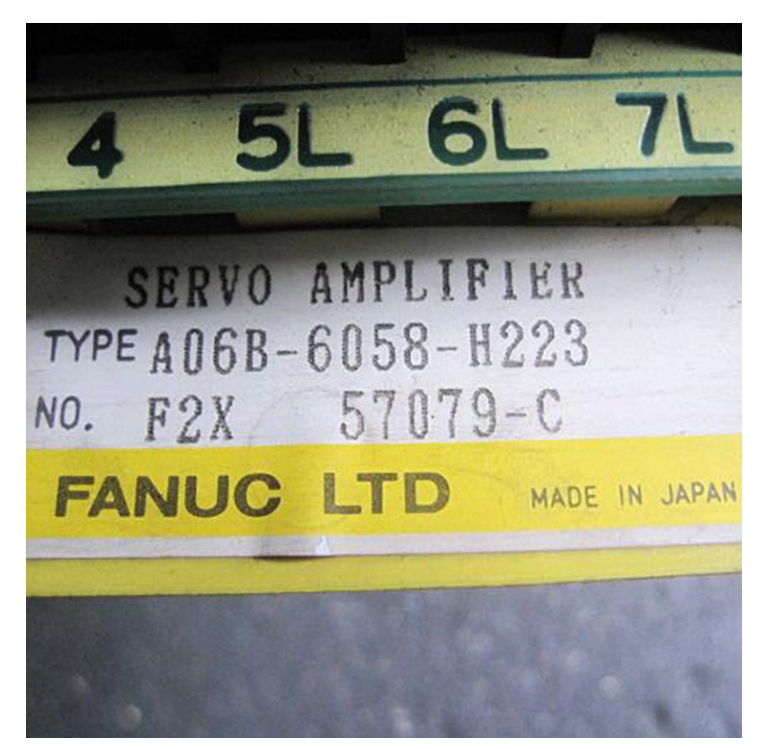 4 5L 6L 7L
SERVO AMPLIFIER
TYPE A06B-6058-H223
NO. F2X 57079-C
FANUC LTD MADE IN JAPAN